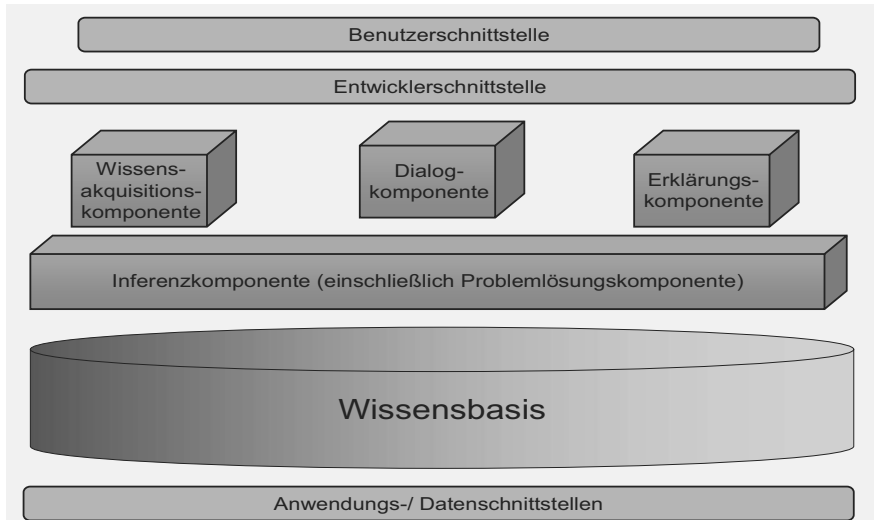 Benutzerschnittstelle
Entwicklerschnittstelle
Wissens-
akquisitions-
komponente
Dialog-
komponente
Erklärungs-
komponente
Inferenzkomponente (einschließlich Problemlösungskomponente)
Wissensbasis
Anwendungs-/ Datenschnittstellen